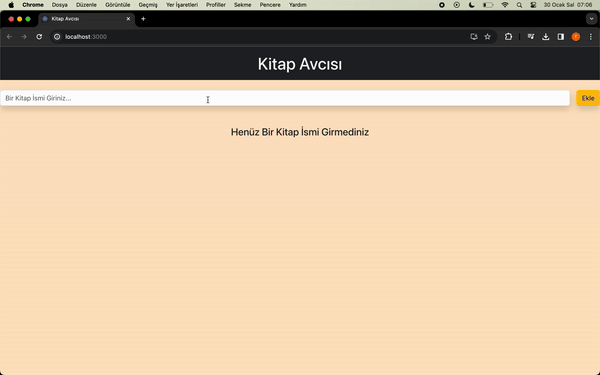 Chrome Dosya Düzenle Görüntüle Geçmiş Yer İşaretleri Profiller Sekme Pencere Yardım 30 Ocak Sal 07:06
Kitap Avcısı
localhost:3000
Kitap Avcısı
Bir Kitap İsmi Giriniz... Ekle
Henüz Bir Kitap İsmi Girmediniz